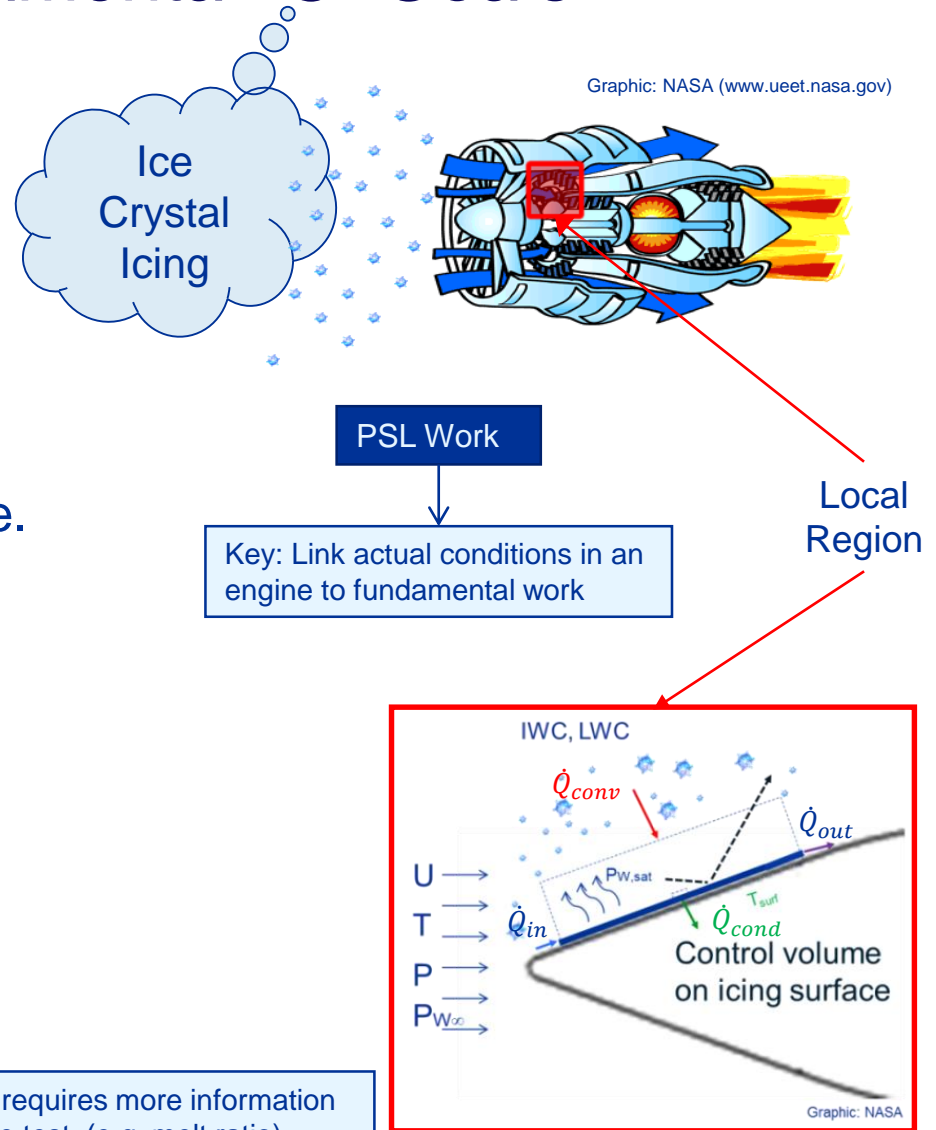 Graphic: NASA (www.ueet.nasa.gov)
Ice
Crystal
Icing
PSL Work
e.
Key: Link actual conditions in an
engine to fundamental work
Local
Region
IWC, LWC
Q̇conv
Q̇out
U
PW,sat
Tsurf
T
Q̇in
Q̇cond
P
Control volume
on icing surface
PW∞
requires more information
Graphic: NASA